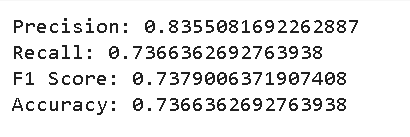 Precision: 0.8355081692262887
Recall: 0.7366362692763938
F1 Score: 0.7379006371907408
Accuracy: 0.7366362692763938